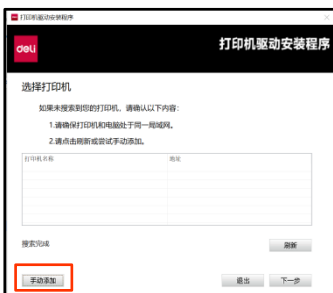 打印机驱动安装程序
deli
打印机驱动安装程序
选择打印机
如果未搜索到您的打印机，请确认以下内容：
1.请确保打印机和电脑处于同一局域网。
2.请点击刷新或尝试手动添加。
打印机名称 地址
搜索完成
刷新
手动添加 退出 下一步